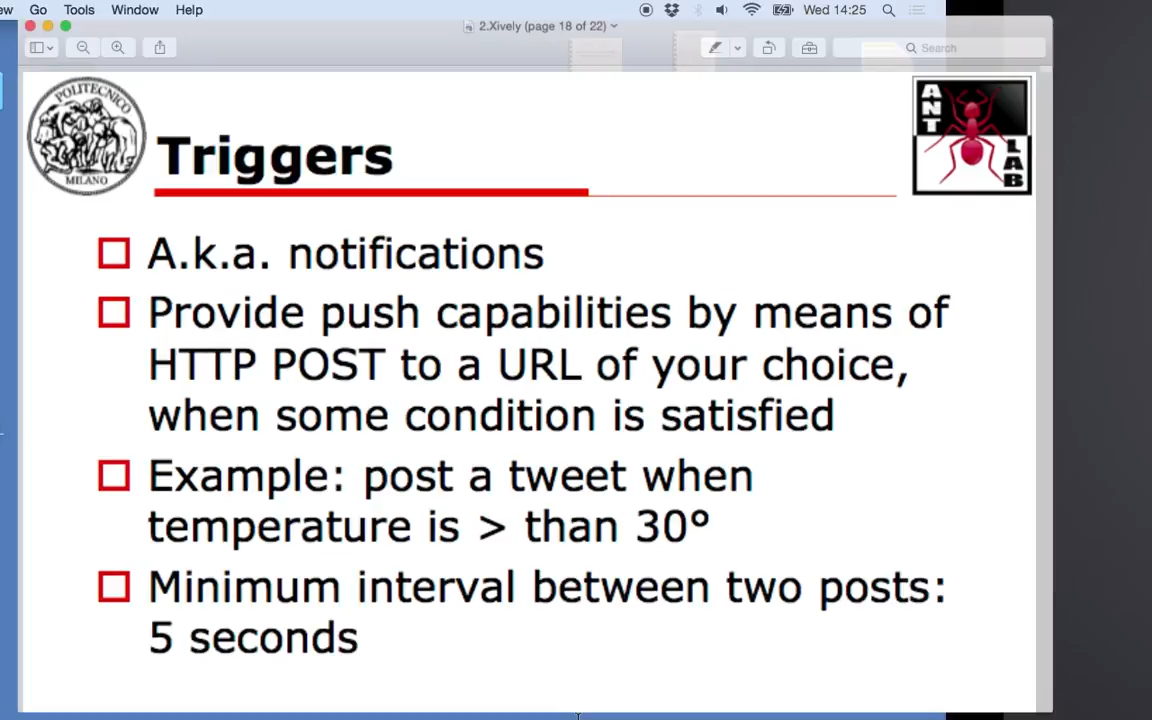 ew Go Tools Window Help Wed 14:25
2.Xively (page 18 of 22)
Search
POLITECNICO
MILANO
ANT
LAB
Triggers
A.k.a. notifications
Provide push capabilities by means of
HTTP POST to a URL of your choice,
when some condition is satisfied
Example: post a tweet when
temperature is > than 30°
Minimum interval between two posts:
5 seconds